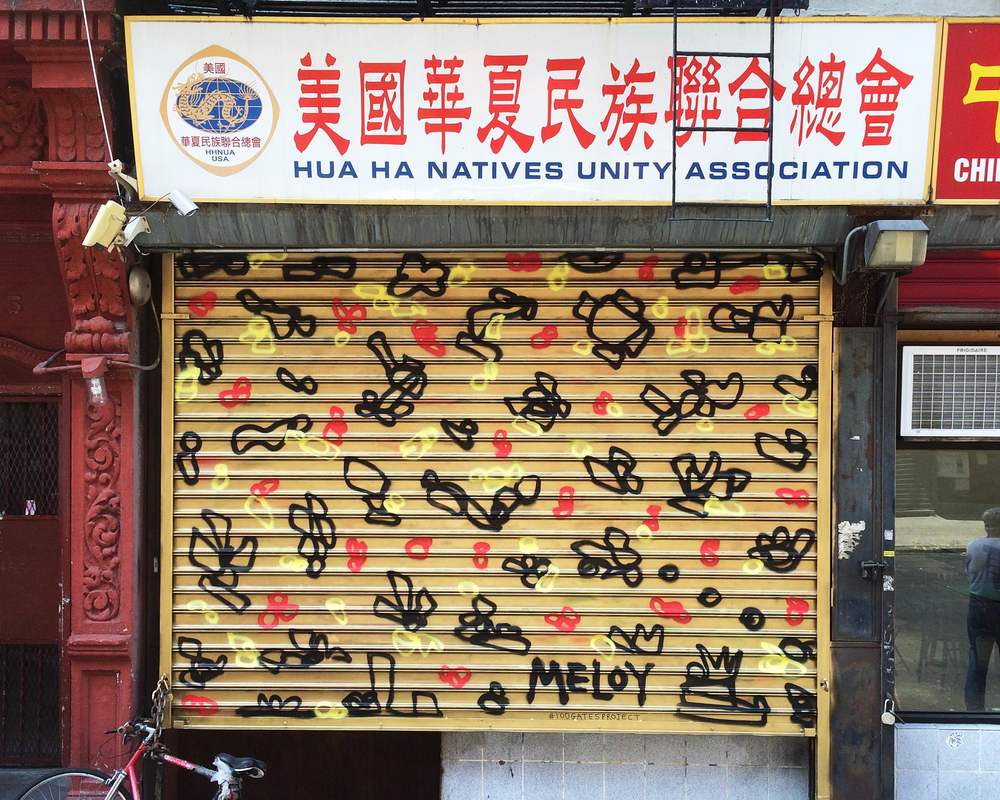 美國華夏民族聯合總會
HUA HA NATIVES UNITY ASSOCIATION
美國
華夏民族聯合總會
HHNUA
USA
CHI
FRIGIDAIRE
MELOY
#100GATESPROJECT